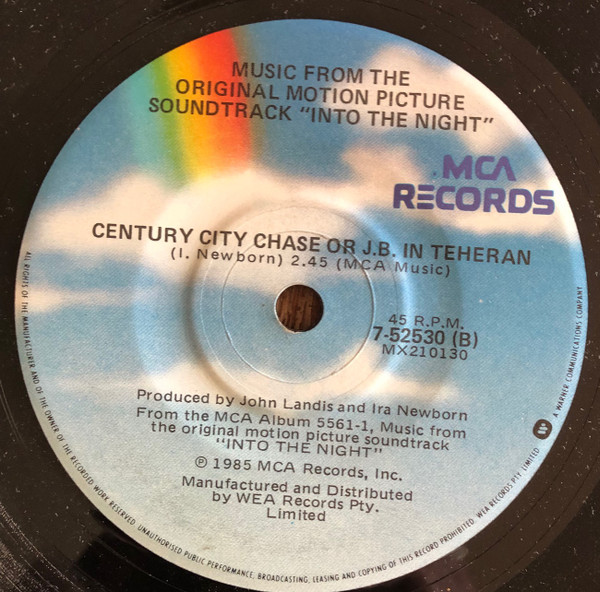 MUSIC FROM THE
ORIGINAL MOTION PICTURE
SOUNDTRACK "INTO THE NIGHT"
MCA
RECORDS
CENTURY CITY CHASE OR J.B. IN TEHERAN
(I. Newborn) 2.45 (MCA Music)
45 R.P.M.
7-52530 (B)
MX210130
Produced by John Landis and Ira Newborn
From the MCA Album 5561-1, Music from
the original motion picture soundtrack
"INTO THE NIGHT"
℗ 1985 MCA Records, Inc.
Manufactured and Distributed
by WEA Records Pty.
Limited
ALL RIGHTS OF THE MANUFACTURER AND OF THE OWNER OF THE RECORDED WORK RESERVED. UNAUTHORISED PUBLIC PERFORMANCE, BROADCASTING, LEASING AND COPYING OF THIS RECORD PROHIBITED. WEA RECORDS PTY. LIMITED
A WARNER COMMUNICATIONS COMPANY